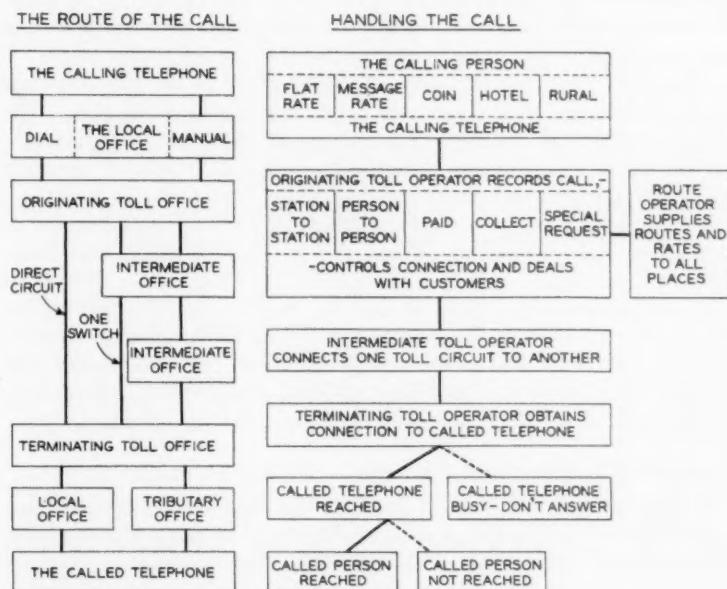 THE ROUTE OF THE CALL
THE CALLING TELEPHONE
DIAL
THE LOCAL
OFFICE
MANUAL
ORIGINATING TOLL OFFICE
DIRECT
CIRCUIT
INTERMEDIATE
OFFICE
ONE
SWITCH
INTERMEDIATE
OFFICE
TERMINATING TOLL OFFICE
LOCAL
OFFICE
TRIBUTARY
OFFICE
THE CALLED TELEPHONE
HANDLING THE CALL
THE CALLING PERSON
FLAT
RATE
MESSAGE
RATE
COIN
HOTEL
RURAL
THE CALLING TELEPHONE
ORIGINATING TOLL OPERATOR RECORDS CALL,-
STATION
TO
STATION
PERSON
TO
PERSON
PAID
COLLECT
SPECIAL
REQUEST
-CONTROLS CONNECTION AND DEALS
WITH CUSTOMERS
ROUTE
OPERATOR
SUPPLIES
ROUTES AND
RATES
TO ALL
PLACES
INTERMEDIATE TOLL OPERATOR
CONNECTS ONE TOLL CIRCUIT TO ANOTHER
TERMINATING TOLL OPERATOR OBTAINS
CONNECTION TO CALLED TELEPHONE
CALLED TELEPHONE
REACHED
CALLED TELEPHONE
BUSY-DON'T ANSWER
CALLED PERSON
REACHED
CALLED PERSON
NOT REACHED